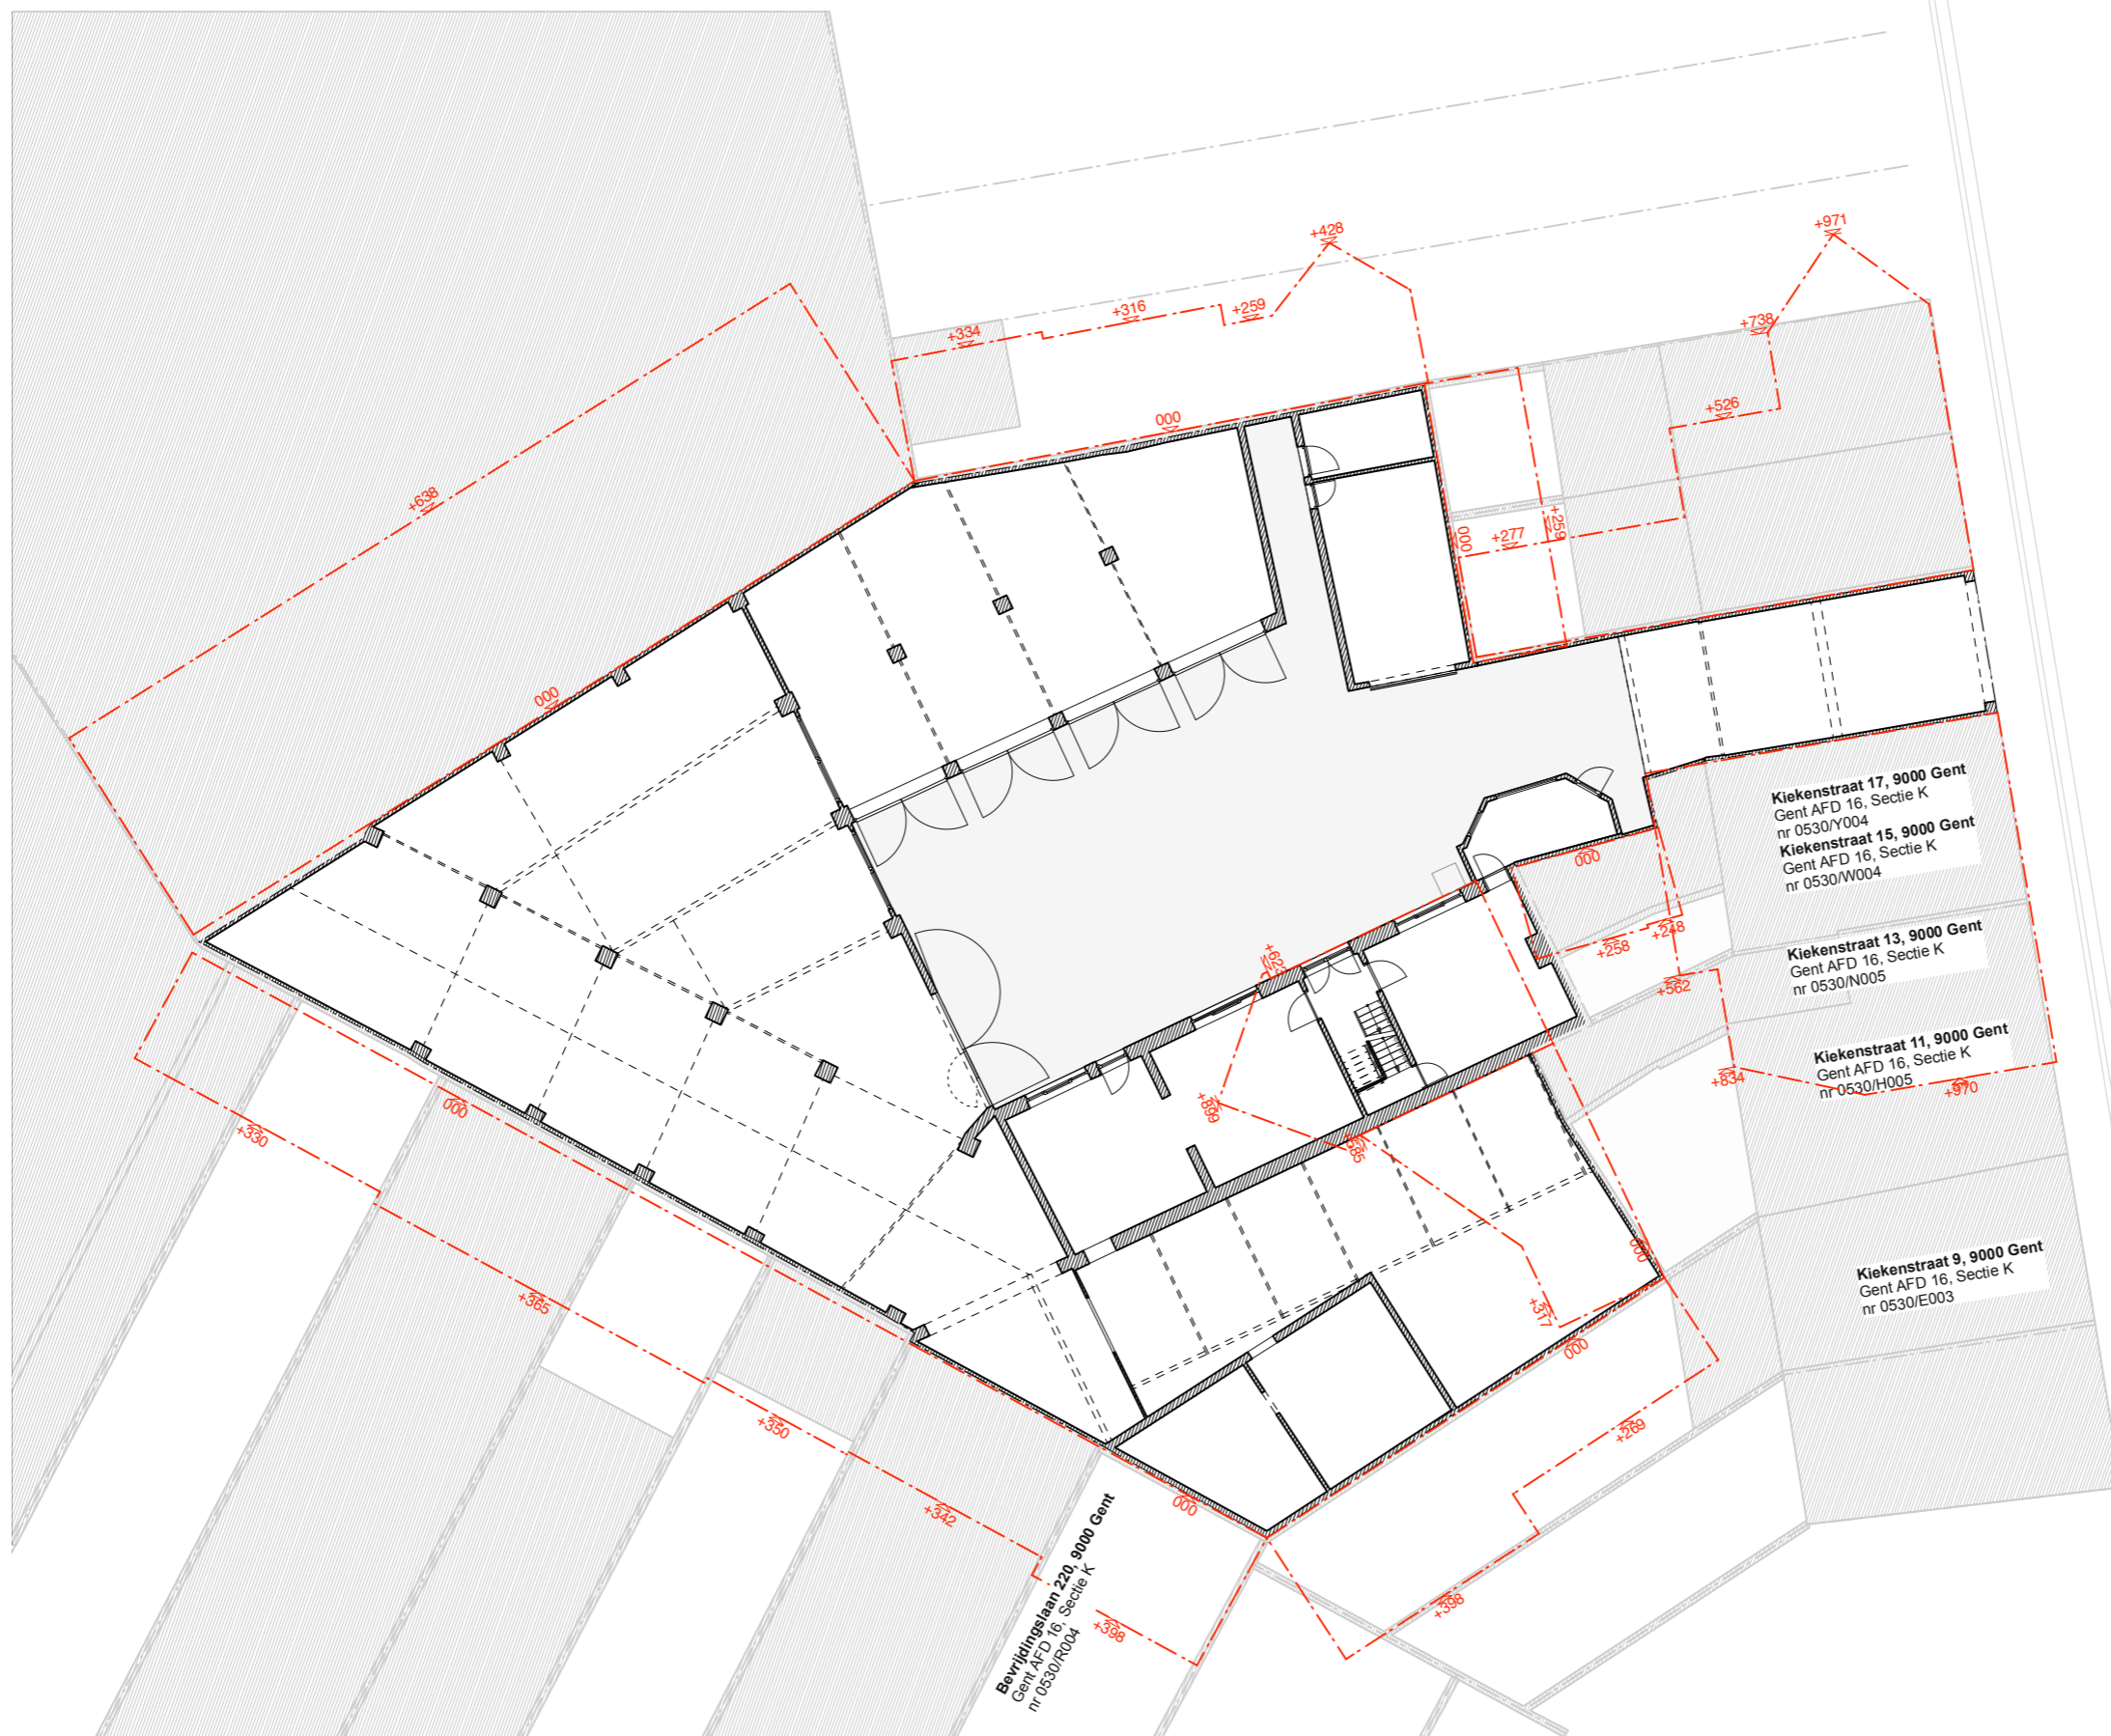 +428
+971
+334
+316
+259
+738
000
+526
+638
000
+277
+259
000
Kiekenstraat 17, 9000 Gent
Gent AFD 16, Sectie K
nr 0530/Y004
Kiekenstraat 15, 9000 Gent
Gent AFD 16, Sectie K
nr 0530/W004
000
+248
+258
+623
+562
Kiekenstraat 13, 9000 Gent
Gent AFD 16, Sectie K
nr 0530/N005
Kiekenstraat 11, 9000 Gent
Gent AFD 16, Sectie K
nr 0530/H005
+834
+970
+899
+685
000
+330
000
+365
+317
000
Kiekenstraat 9, 9000 Gent
Gent AFD 16, Sectie K
nr 0530/E003
+350
+269
+342
000
Bevrijdingslaan 220, 9000 Gent
Gent AFD 16, Sectie K
nr 0530/R004
+398
+398